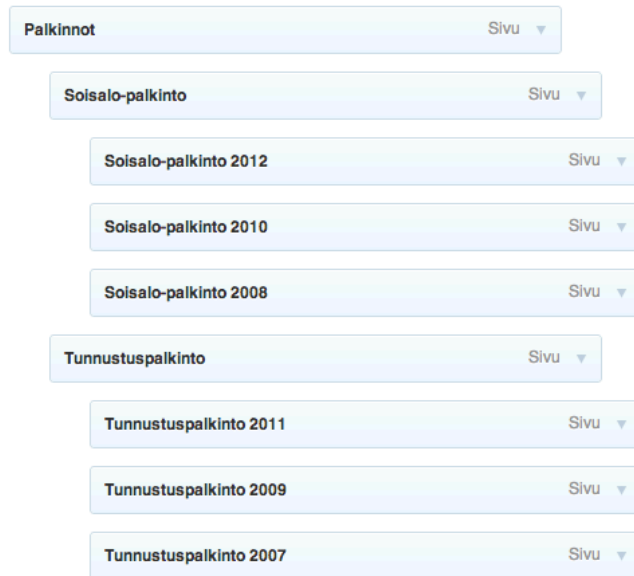 Palkinnot Sivu
Soisalo-palkinto Sivu
Soisalo-palkinto 2012 Sivu
Soisalo-palkinto 2010 Sivu
Soisalo-palkinto 2008 Sivu
Tunnustuspalkinto Sivu
Tunnustuspalkinto 2011 Sivu
Tunnustuspalkinto 2009 Sivu
Tunnustuspalkinto 2007 Sivu